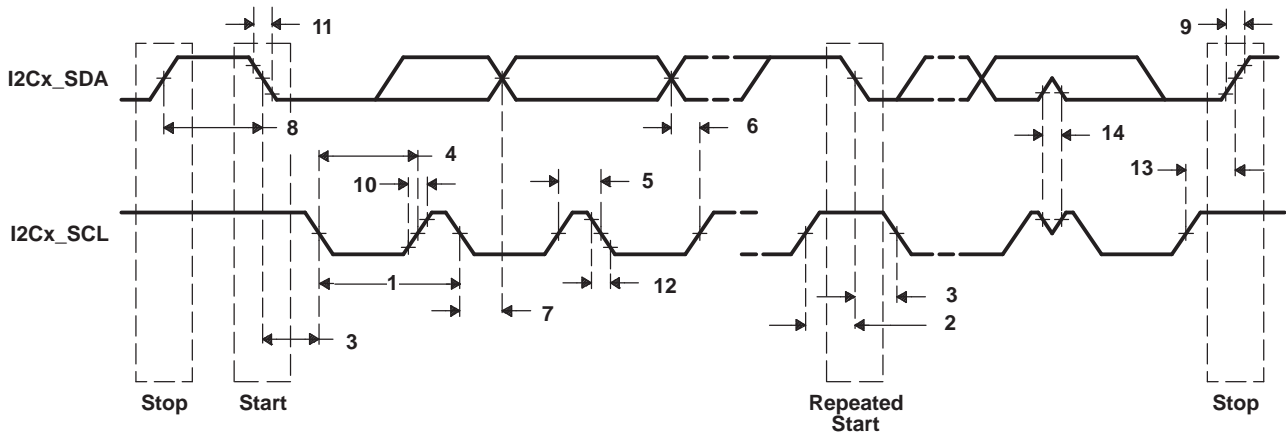 11
9
I2Cx_SDA
8
6
14
4
10
5
13
I2Cx_SCL
1
12
7
3
2
3
Stop
Start
Repeated
Start
Stop